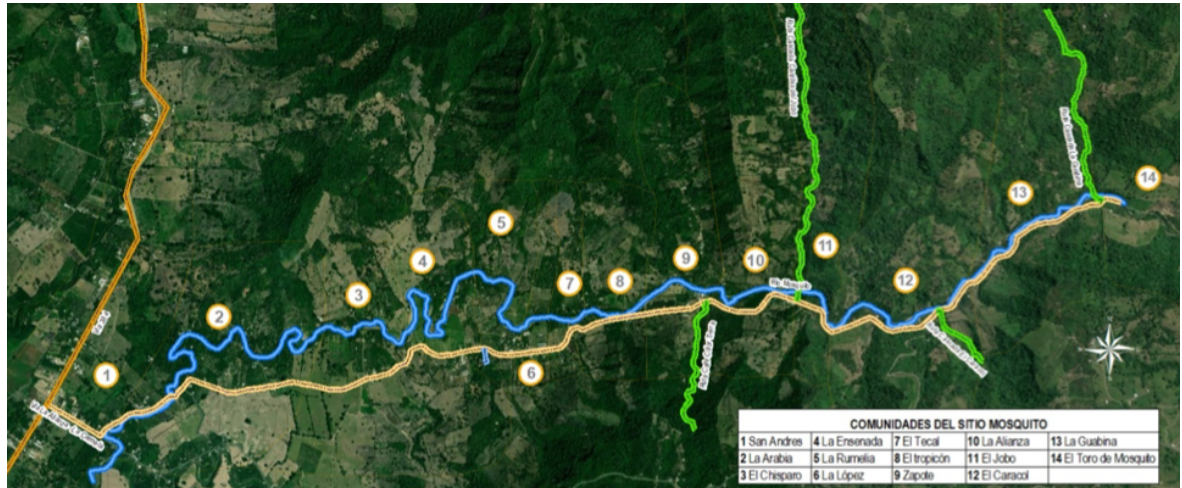 14
13
5
4
11
9
10
7
8
12
3
2
6
1
Rio Mosquito
COMUNIDADES DEL SITIO MOSQUITO
1 San Andres 4 La Ensenada 7 El Tecal 10 La Alianza 13 La Guabina
2 La Arabia 5 La Rumelia 8 El tropicón 11 El Jobo 14 El Toro de Mosquito
3 El Chisparo 6 La López 9 Zapote 12 El Caracol